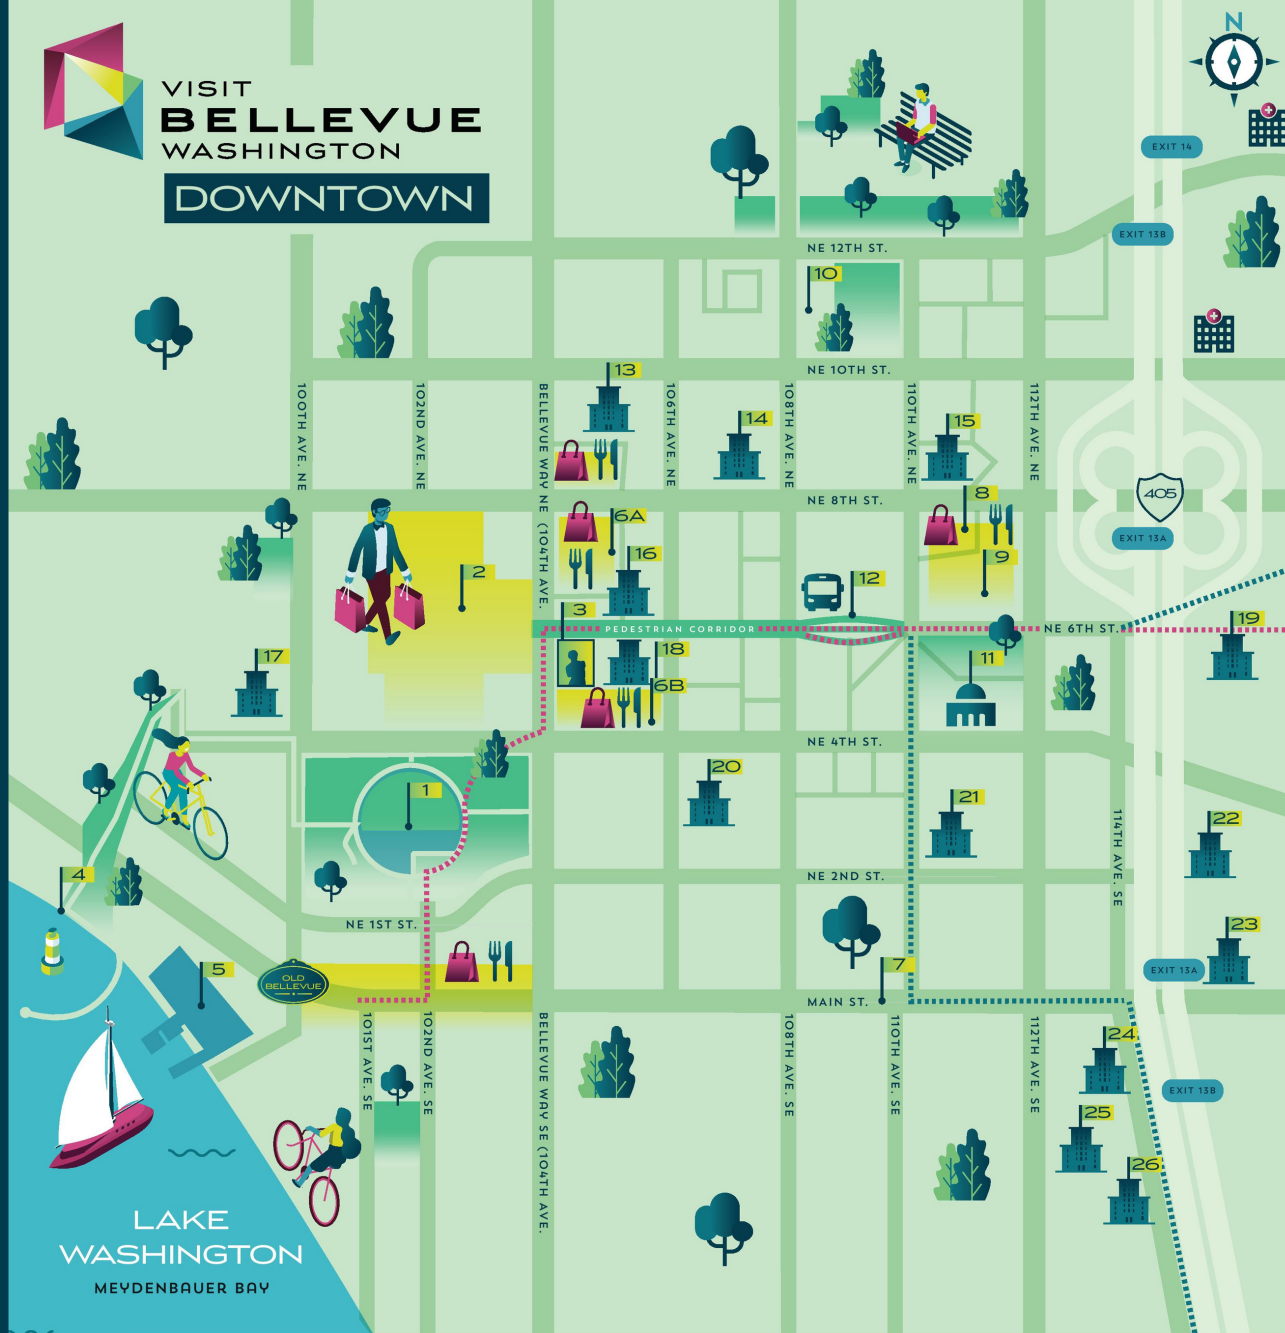 VISIT
BELLEVUE
WASHINGTON
DOWNTOWN
N
EXIT 14
EXIT 13B
NE 12TH ST.
10
NE 10TH ST.
13
100TH AVE. NE
102ND AVE. NE
BELLEVUE WAY NE (104TH AVE.
106TH AVE. NE
108TH AVE. NE
110TH AVE. NE
112TH AVE. NE
14
15
NE 8TH ST.
8
405
EXIT 13A
6A
16
9
2
12
3
PEDESTRIAN CORRIDOR
NE 6TH ST.
19
17
18
11
6B
NE 4TH ST.
20
1
21
22
114TH AVE. SE
4
NE 2ND ST.
NE 1ST ST.
23
5
7
EXIT 13A
OLD
BELLEVUE
MAIN ST.
101ST AVE. SE
102ND AVE. SE
BELLEVUE WAY SE (104TH AVE.
108TH AVE. SE
110TH AVE. SE
112TH AVE. SE
24
EXIT 13B
25
26
LAKE
WASHINGTON
MEYDENBAUER BAY